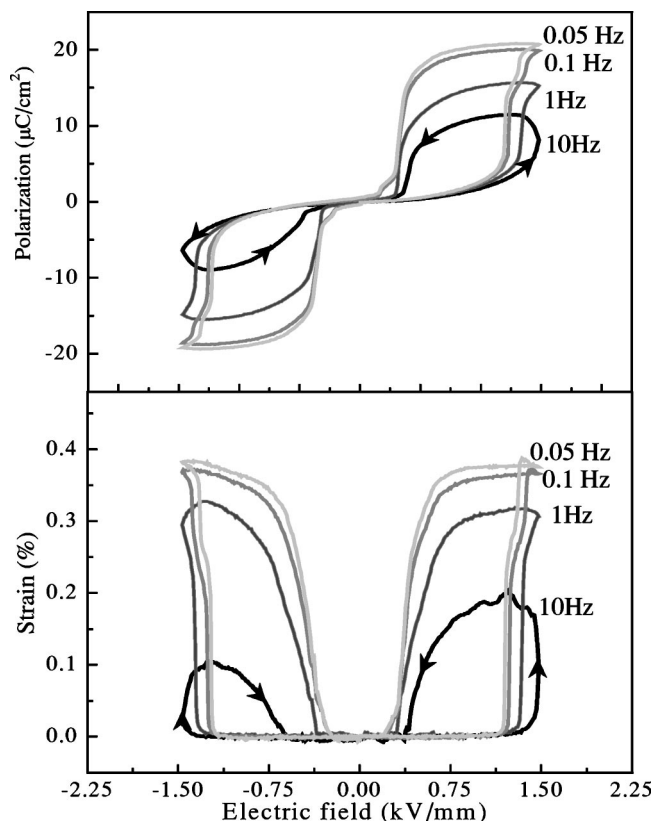 20
10
0
-10
-20
Polarization (μC/cm²)
0.05 Hz
0.1 Hz
1Hz
10Hz
0.4
0.3
0.2
0.1
0.0
Strain (%)
0.05 Hz
0.1 Hz
1Hz
10Hz
-2.25 -1.50 -0.75 0.00 0.75 1.50 2.25
Electric field (kV/mm)